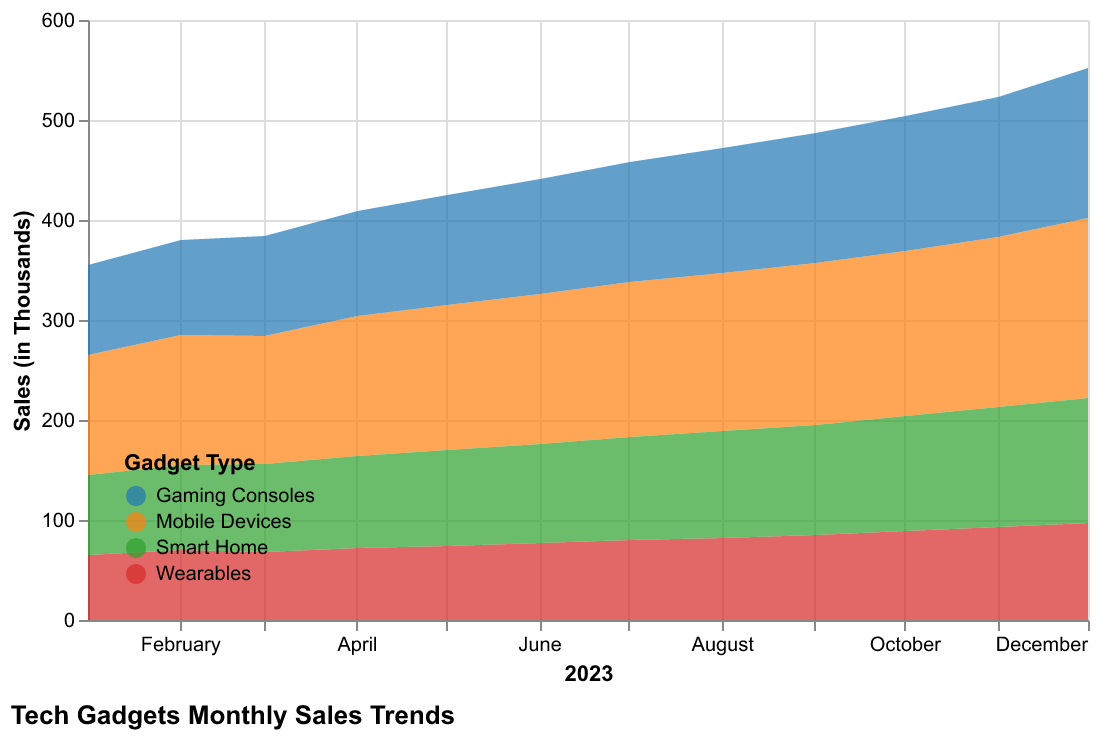 600
500
400
300
200
100
0
Sales (in Thousands)
Gadget Type
Gaming Consoles
Mobile Devices
Smart Home
Wearables
February April June August October December
2023
Tech Gadgets Monthly Sales Trends